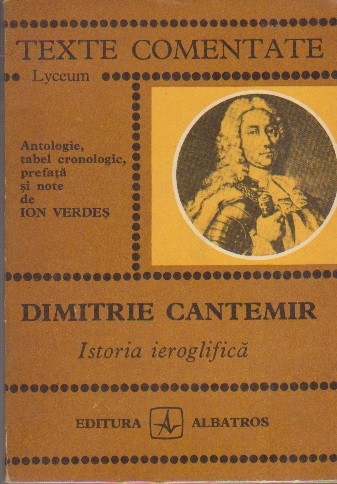 TEXTE COMENTATE
Lyceum
Antologie,
tabel cronologic,
prefață
și note
de
ION VERDEȘ
DIMITRIE CANTEMIR
Istoria ieroglifică
EDITURA ALBATROS